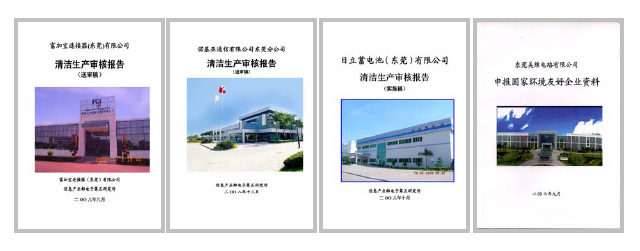 富加宜连接器(东莞)有限公司
清洁生产审核报告
（送审稿）
富加宜连接器（东莞）有限公司
信息产业部电子第五研究所
二〇〇八年八月
诺基亚通信有限公司东莞分公司
清洁生产审核报告
（送审稿）
信息产业部电子第五研究所
二〇〇八年十二月
日立蓄电池（东莞）有限公司
清洁生产审核报告
（实施稿）
信息产业部电子第五研究所
二〇〇八年十月
东莞美维电路有限公司
申报国家环境友好企业资料
二〇〇六年九月